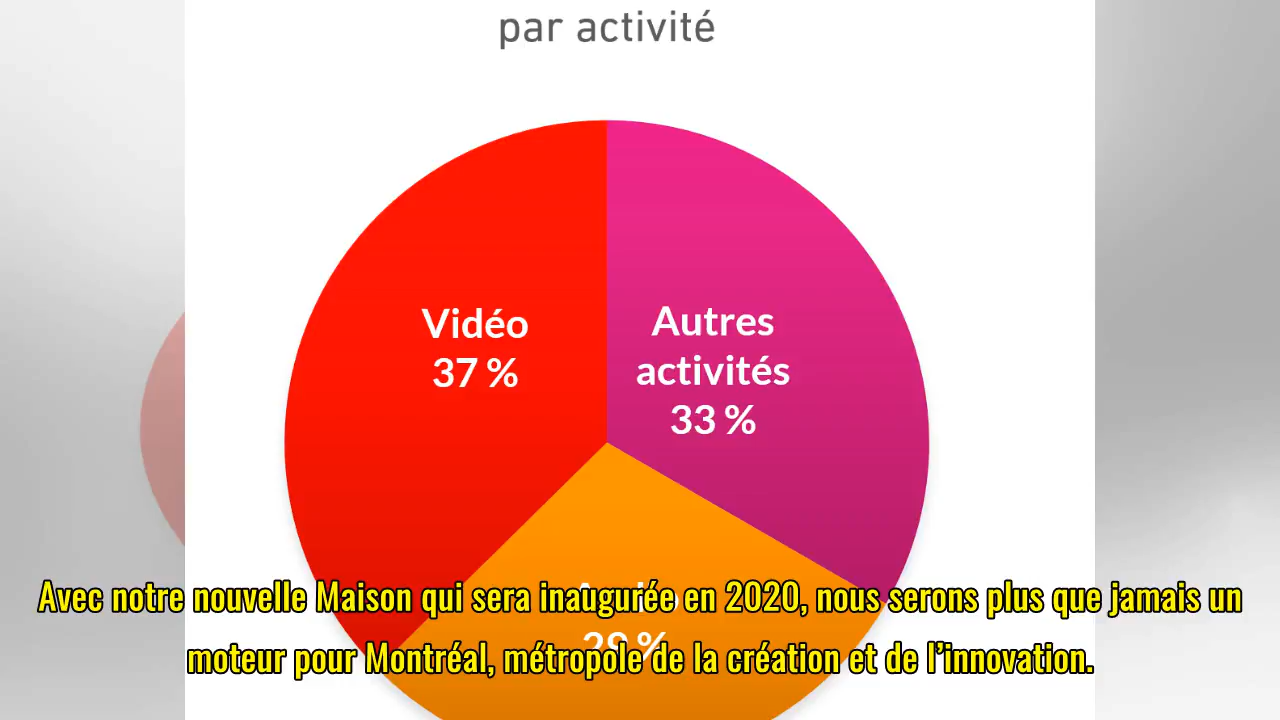 par activité
Vidéo
37 %
Autres
activités
33 %
29 %
Avec notre nouvelle Maison qui sera inaugurée en 2020, nous serons plus que jamais un
moteur pour Montréal, métropole de la création et de l'innovation.